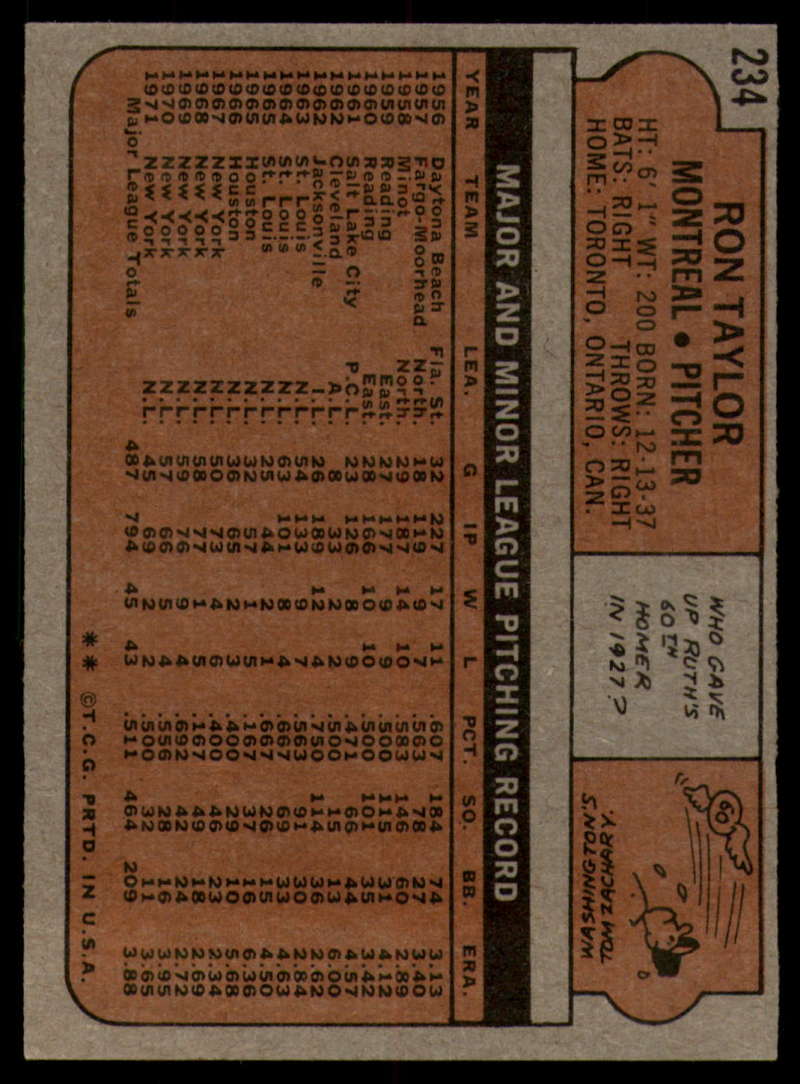 234
RON TAYLOR
MONTREAL • PITCHER
HT: 6' 1" WT: 200 BORN: 12-13-37
BATS: RIGHT THROWS: RIGHT
HOME: TORONTO, ONTARIO, CAN.
WHO GAVE
UP RUTH'S
60TH
HOMER
IN 1927?
60
WASHINGTON'S
TOM ZACHARY.
MAJOR AND MINOR LEAGUE PITCHING RECORD
YEAR TEAM LEA. G IP W L PCT. SO. BB. ERA.
1956 Daytona Beach Fla. St. 32 227 17 11 .607 184 74 3.13
1957 Fargo-Moorhead North. 18 119 9 7 .563 78 27 3.40
1958 Minot North. 29 187 14 10 .583 146 60 2.89
1959 Reading East. 27 177 9 9 .500 115 31 4.12
1960 Reading East. 28 166 10 10 .500 101 35 3.42
1961 Salt Lake City P.C.L. 23 126 8 9 .471 66 44 4.57
1962 Cleveland A.L. 8 33 2 2 .500 15 13 6.00
1962 Jacksonville I.L. 26 189 12 4 .750 114 36 2.62
1963 St. Louis N.L. 54 133 9 7 .563 91 30 2.84
1964 St. Louis N.L. 63 101 8 4 .667 69 33 4.63
1965 St. Louis N.L. 25 44 2 1 .667 26 15 4.50
1965 Houston N.L. 32 57 1 5 .167 37 16 6.36
1966 Houston N.L. 36 65 2 3 .400 29 10 5.68
1967 New York N.L. 50 73 4 6 .400 46 23 2.34
1968 New York N.L. 58 77 1 5 .167 49 18 2.69
1969 New York N.L. 59 76 9 4 .692 42 24 2.72
1970 New York N.L. 57 66 5 4 .556 28 16 3.95
1971 New York N.L. 45 69 2 2 .500 32 11 3.65
Major League Totals 487 794 45 43 .511 464 209 3.88
** ©T.C.G. PRTD. IN U.S.A.